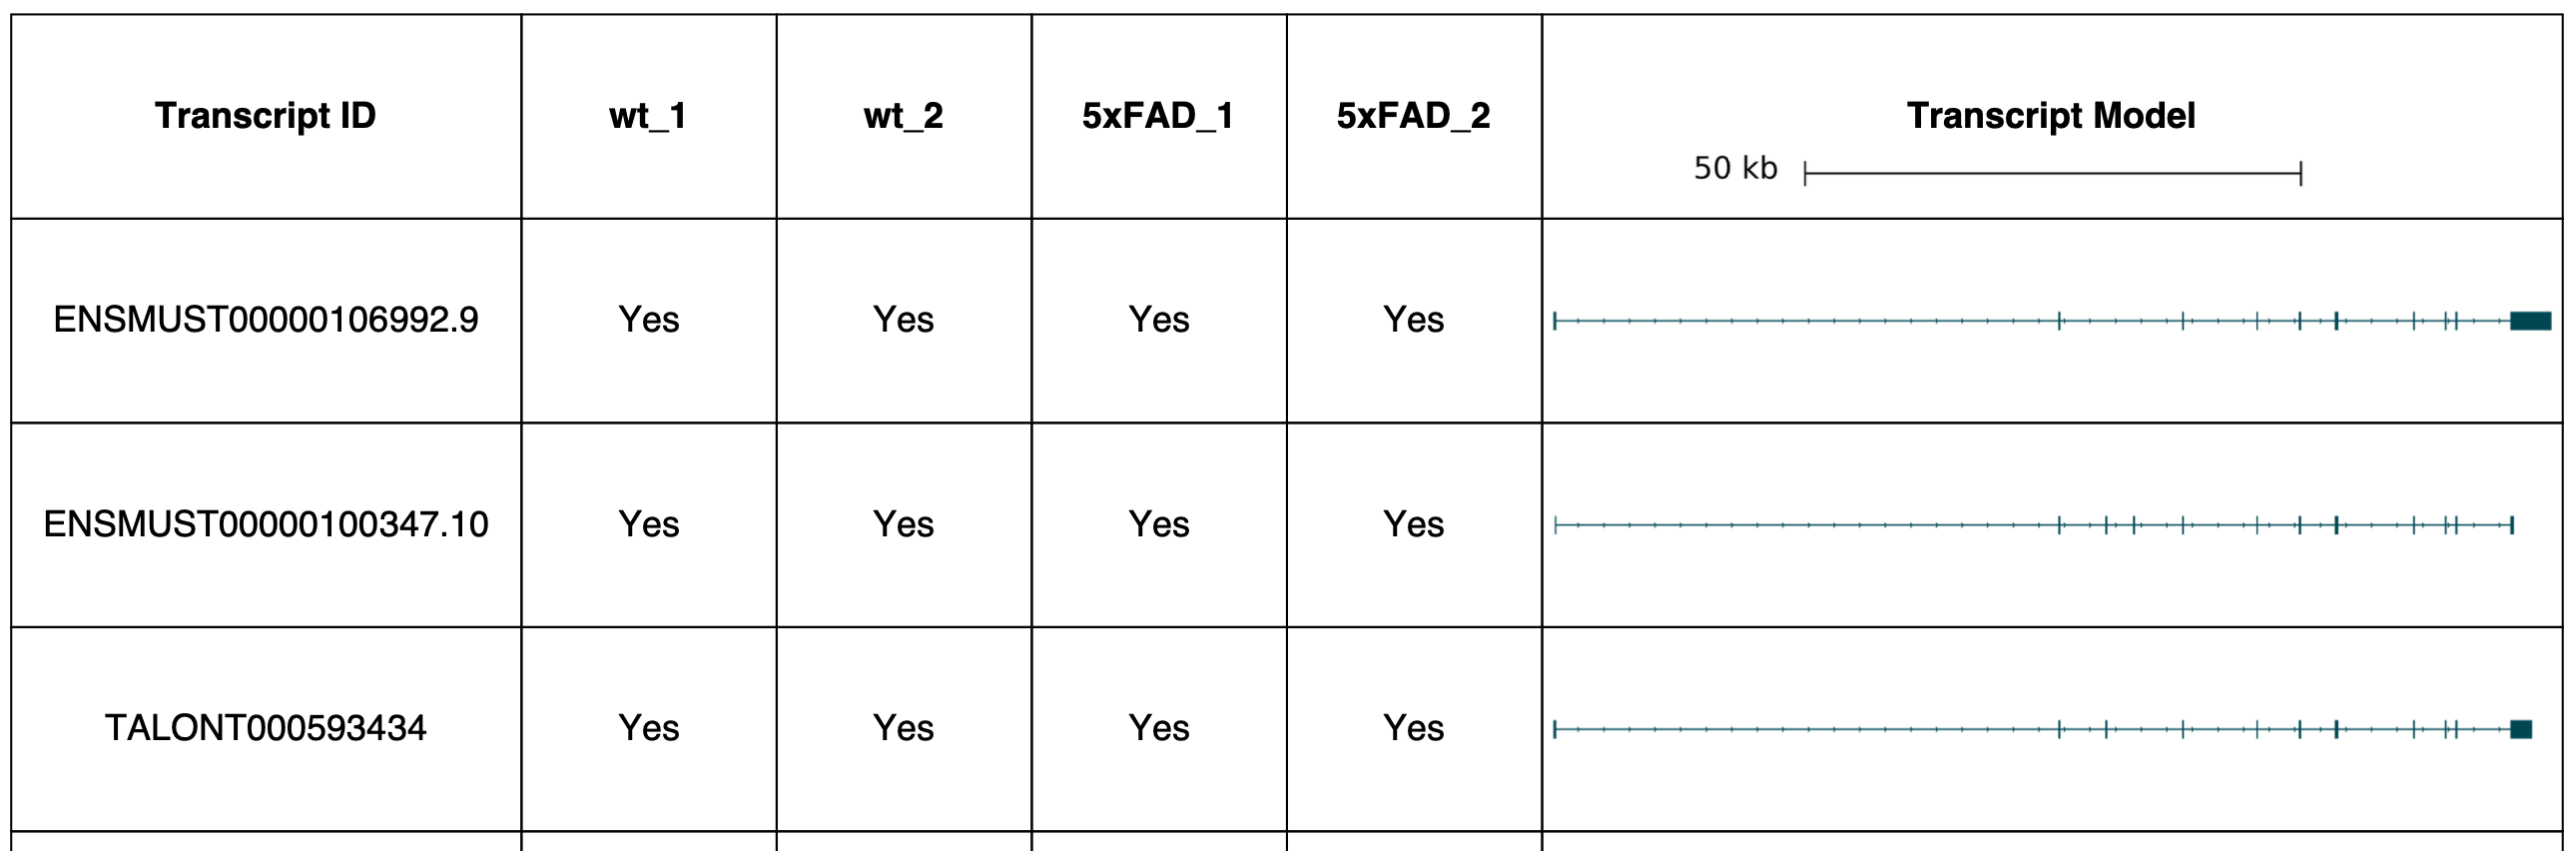 Transcript ID wt_1 wt_2 5xFAD_1 5xFAD_2 Transcript Model
50 kb
ENSMUST00000106992.9 Yes Yes Yes Yes
ENSMUST00000100347.10 Yes Yes Yes Yes
TALONT000593434 Yes Yes Yes Yes